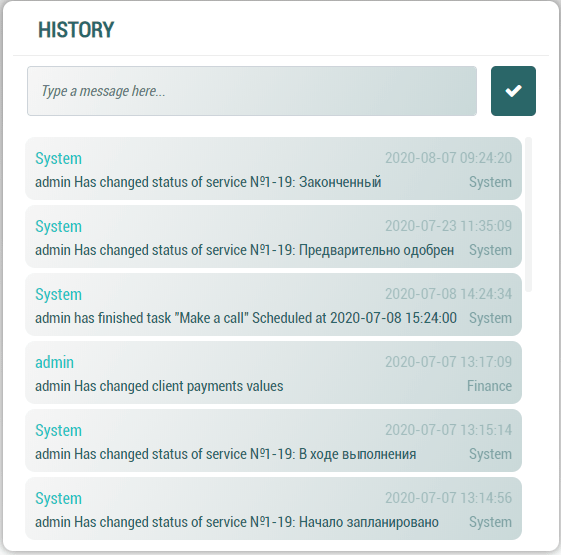 HISTORY
Type a message here...
System 2020-08-07 09:24:20
admin Has changed status of service №1-19: Законченный System
System 2020-07-23 11:35:09
admin Has changed status of service №1-19: Предварительно одобрен System
System 2020-07-08 14:24:34
admin has finished task "Make a call" Scheduled at 2020-07-08 15:24:00 System
admin 2020-07-07 13:17:09
admin Has changed client payments values Finance
System 2020-07-07 13:15:14
admin Has changed status of service №1-19: В ходе выполнения System
System 2020-07-07 13:14:56
admin Has changed status of service №1-19: Начало запланировано System